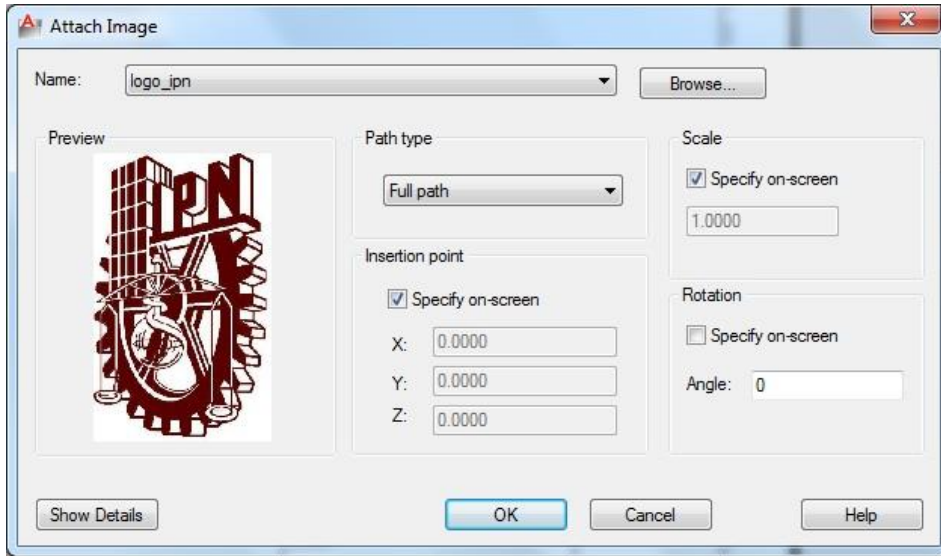 Attach Image
Name: logo_ipn Browse...
Preview
IPN
Path type
Full path
Insertion point
Specify on-screen
X: 0.0000
Y: 0.0000
Z: 0.0000
Scale
Specify on-screen
1.0000
Rotation
Specify on-screen
Angle: 0
Show Details OK Cancel Help